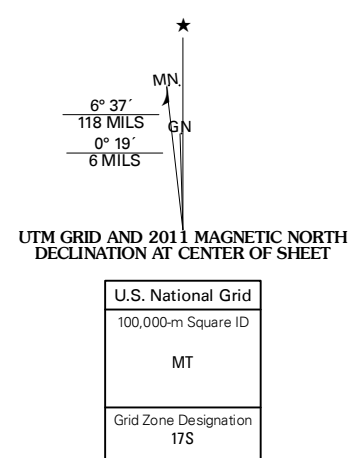 ★
MN.
6° 37´
118 MILS
GN
0° 19´
6 MILS
UTM GRID AND 2011 MAGNETIC NORTH
DECLINATION AT CENTER OF SHEET
U.S. National Grid
100,000-m Square ID
MT
Grid Zone Designation
17S